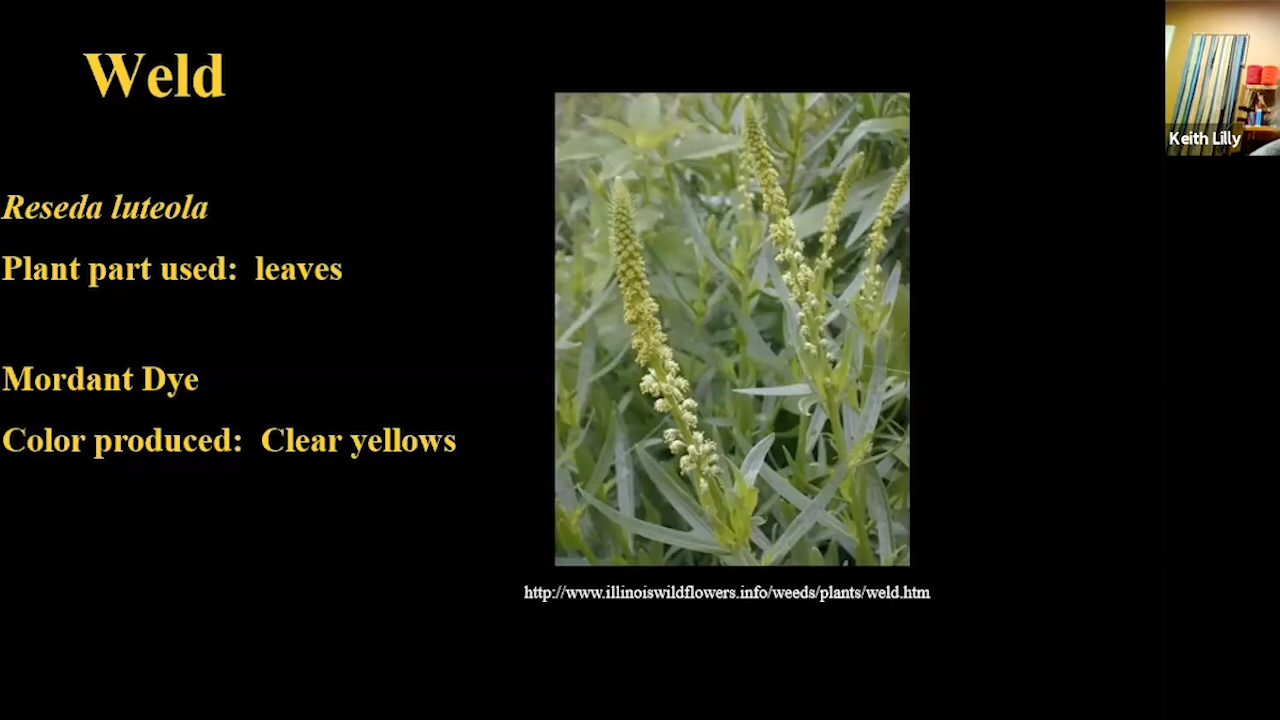 Weld
Reseda luteola
Plant part used: leaves
Mordant Dye
Color produced: Clear yellows
http://www.illinoiswildflowers.info/weeds/plants/weld.htm
Keith Lilly